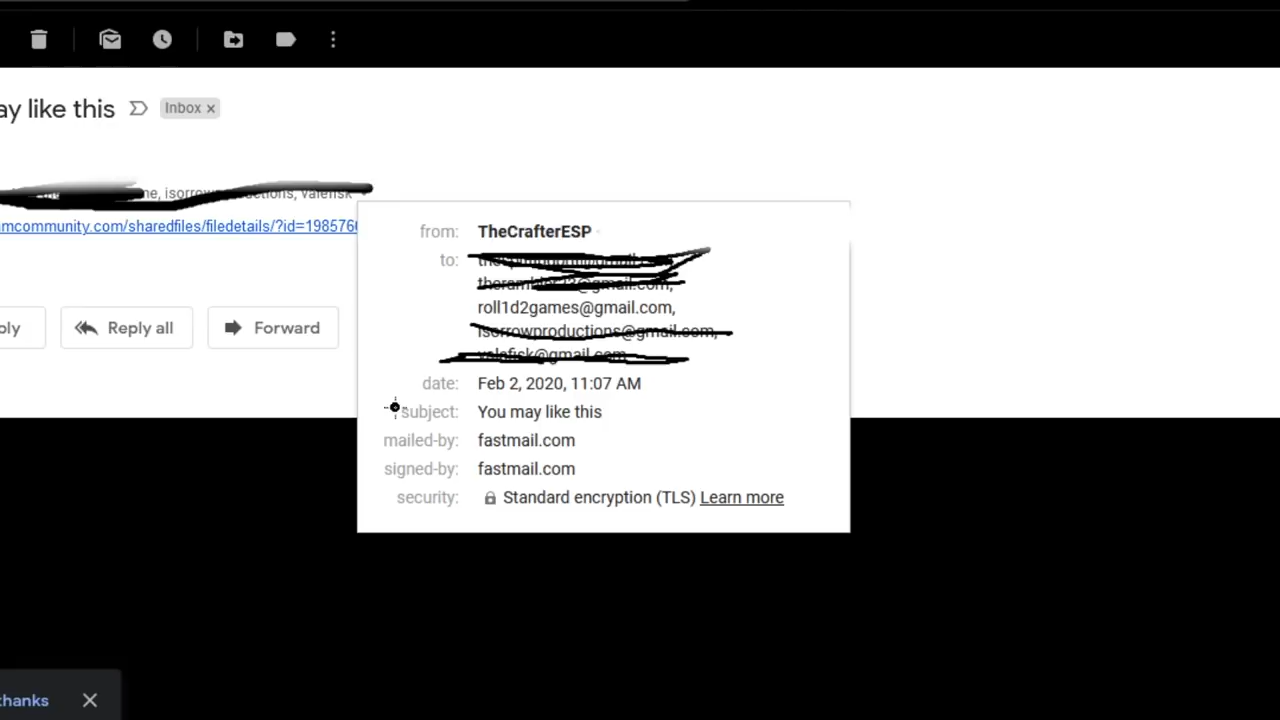 ay like this Inbox ×
mcommunity.com/sharedfiles/filedetails/?id=198576
ply Reply all Forward
from: TheCrafterESP
to:
roll1d2games@gmail.com,
date: Feb 2, 2020, 11:07 AM
subject: You may like this
mailed-by: fastmail.com
signed-by: fastmail.com
security: Standard encryption (TLS) Learn more
thanks